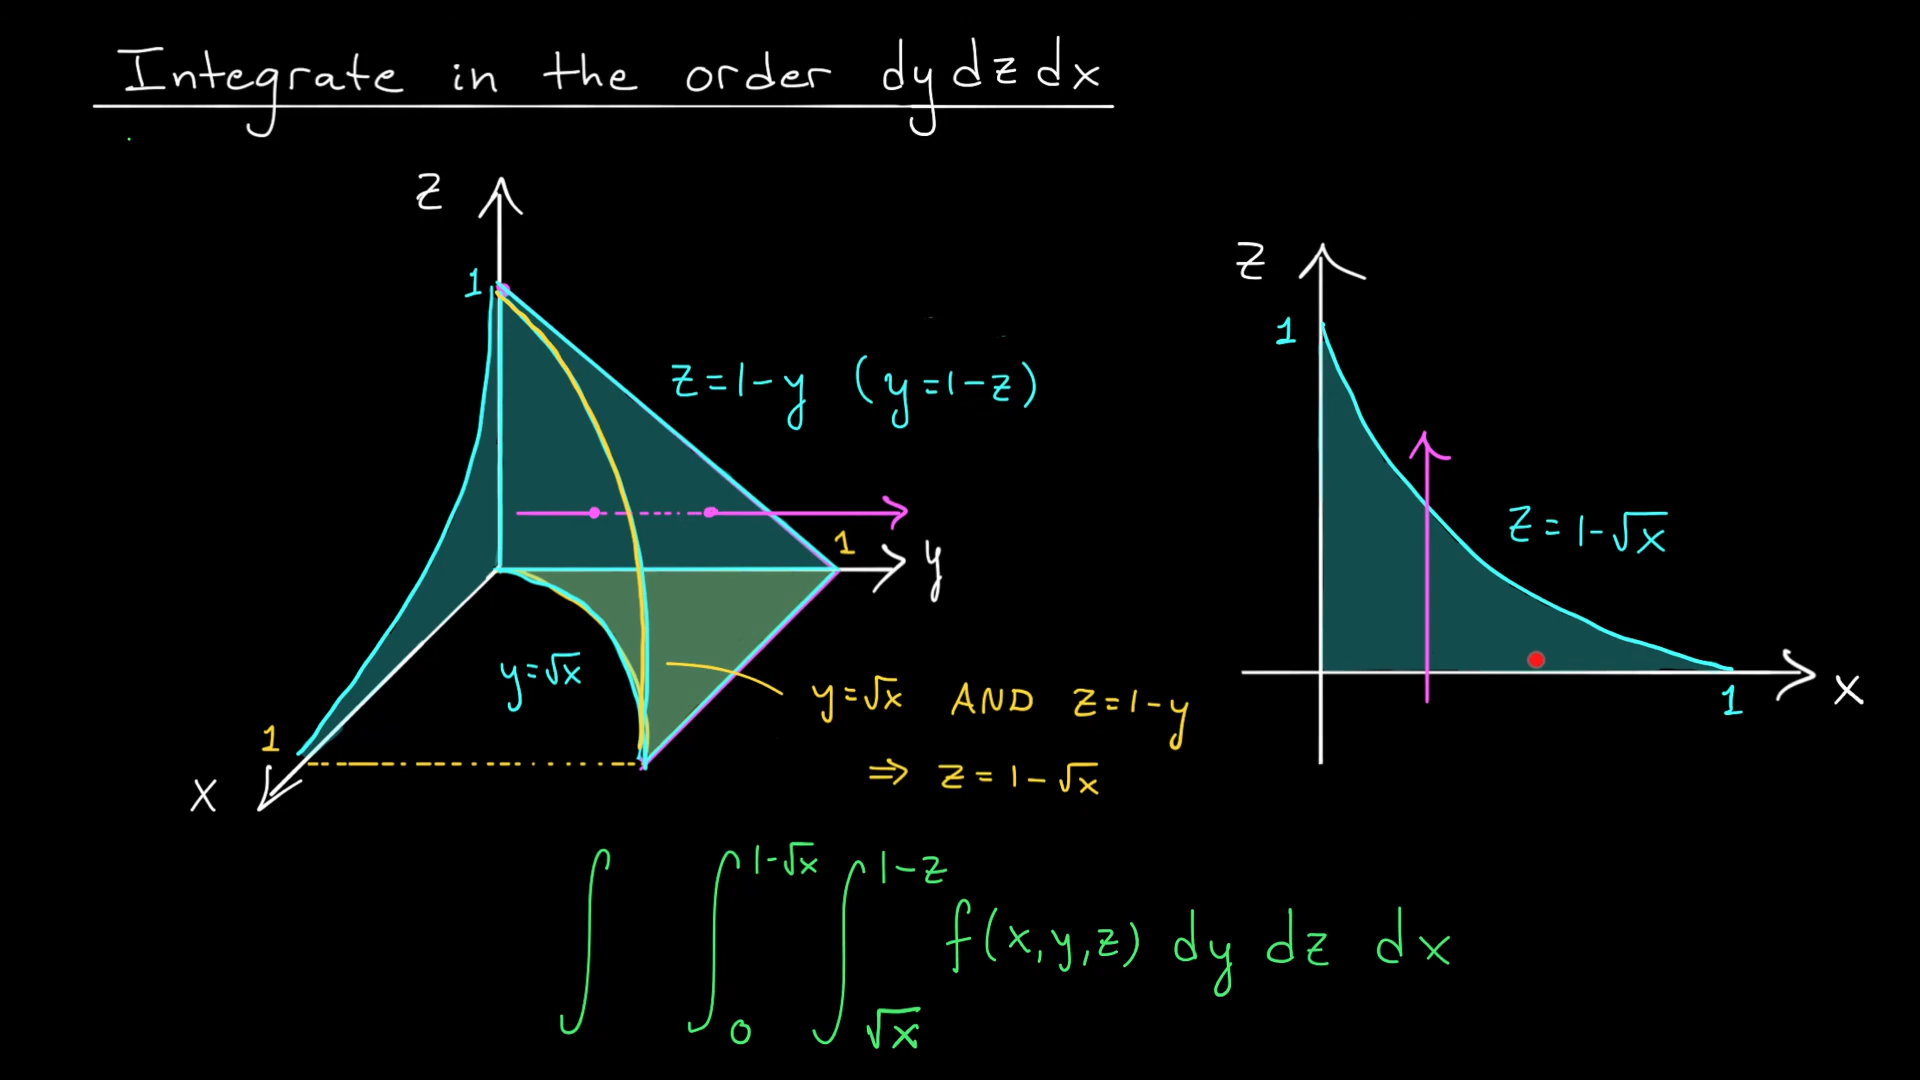 Integrate in the order dy dz dx
z
1
z = 1 - y (y = 1 - z)
1
y
y = √x
y = √x AND z = 1 - y
⇒ z = 1 - √x
1
x
z
1
z = 1 - √x
1
x
∫ ∫_0^{1-√x} ∫_{√x}^{1-z} f(x,y,z) dy dz dx